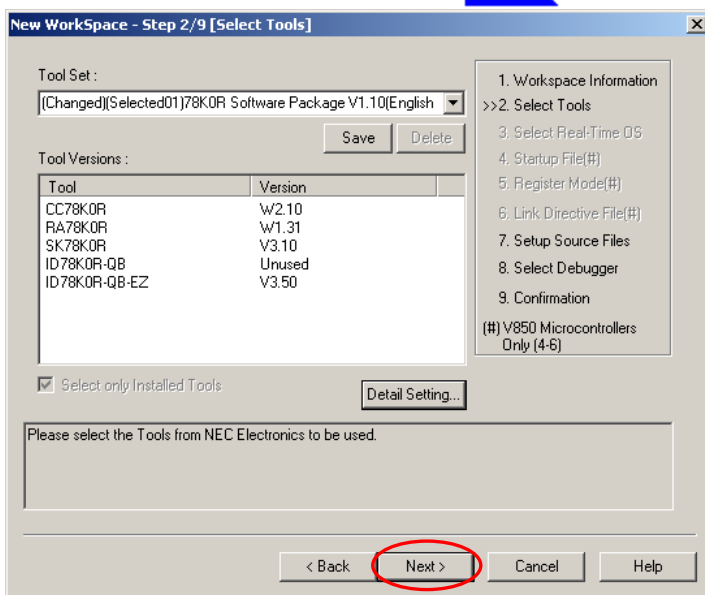 New WorkSpace - Step 2/9 [Select Tools]
Tool Set :
(Changed)(Selected01)78K0R Software Package V1.10(English
Save Delete
Tool Versions :
Tool Version
CC78K0R W2.10
RA78K0R W1.31
SK78K0R V3.10
ID78K0R-QB Unused
ID78K0R-QB-EZ V3.50
Select only Installed Tools
Detail Setting...
1. Workspace Information
>>2. Select Tools
3. Select Real-Time OS
4. Startup File(#)
5. Register Mode(#)
6. Link Directive File(#)
7. Setup Source Files
8. Select Debugger
9. Confirmation
(#) V850 Microcontrollers
Only (4-6)
Please select the Tools from NEC Electronics to be used.
< Back Next > Cancel Help